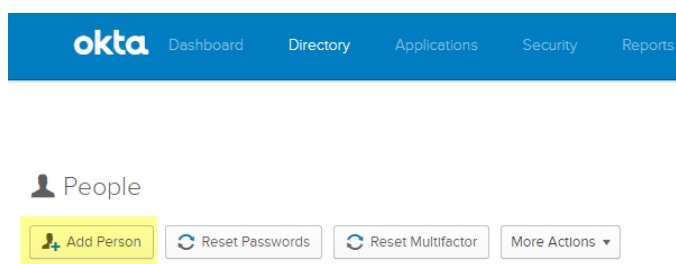 okta Dashboard Directory Applications Security Reports
People
Add Person Reset Passwords Reset Multifactor More Actions